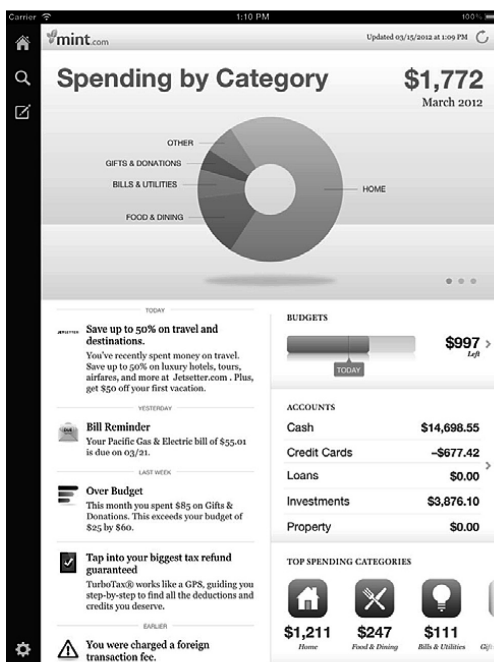 Carrier 1:10 PM 100%
mint.com Updated 03/15/2012 at 1:09 PM
Spending by Category $1,772
March 2012
OTHER
GIFTS & DONATIONS
BILLS & UTILITIES
HOME
FOOD & DINING
TODAY
JETSETTER Save up to 50% on travel and
destinations.
You've recently spent money on travel.
Save up to 50% on luxury hotels, tours,
airfares, and more at Jetsetter.com . Plus,
get $50 off your first vacation.
YESTERDAY
Bill Reminder
Your Pacific Gas & Electric bill of $55.01
is due on 03/21.
LAST WEEK
Over Budget
This month you spent $85 on Gifts &
Donations. This exceeds your budget of
$25 by $60.
Tap into your biggest tax refund
guaranteed
TurboTax® works like a GPS, guiding you
step-by-step to find all the deductions and
credits you deserve.
EARLIER
You were charged a foreign
transaction fee.
BUDGETS
$997
Left
TODAY
ACCOUNTS
Cash $14,698.55
Credit Cards –$677.42
Loans $0.00
Investments $3,876.10
Property $0.00
TOP SPENDING CATEGORIES
$1,211 $247 $111
Home Food & Dining Bills & Utilities